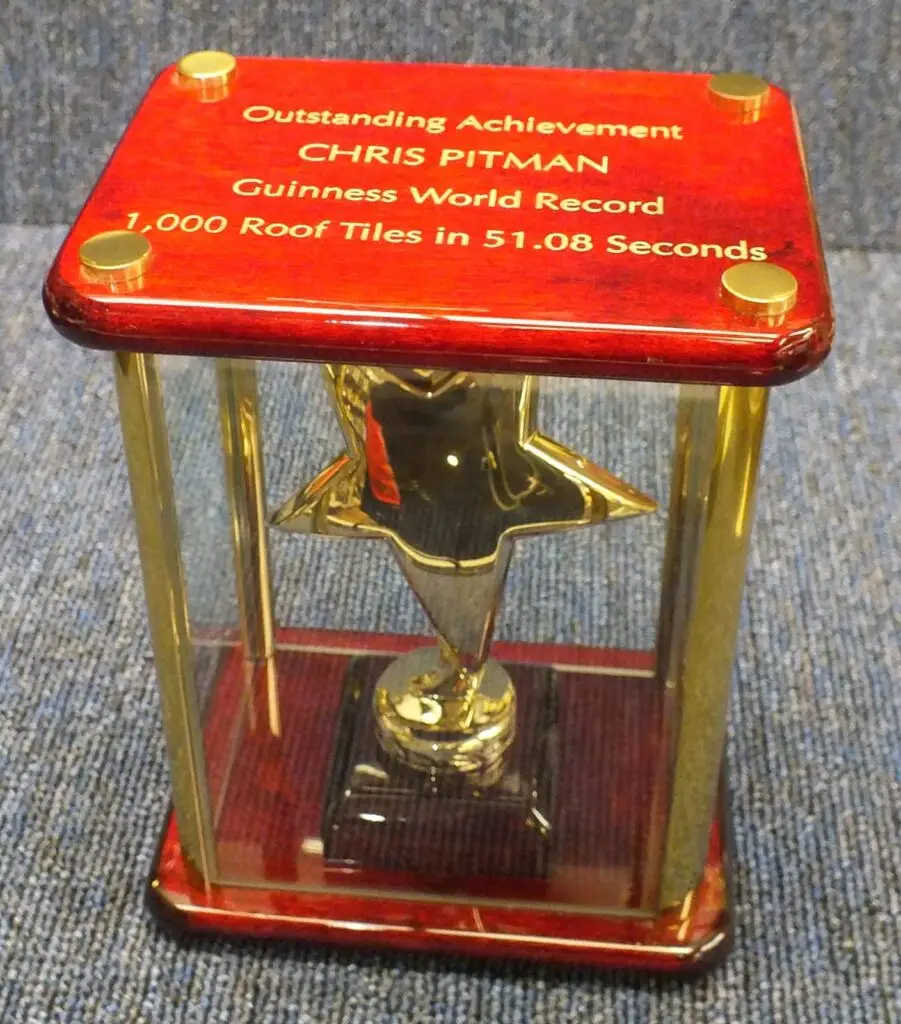 Outstanding Achievement
CHRIS PITMAN
Guinness World Record
1,000 Roof Tiles in 51.08 Seconds